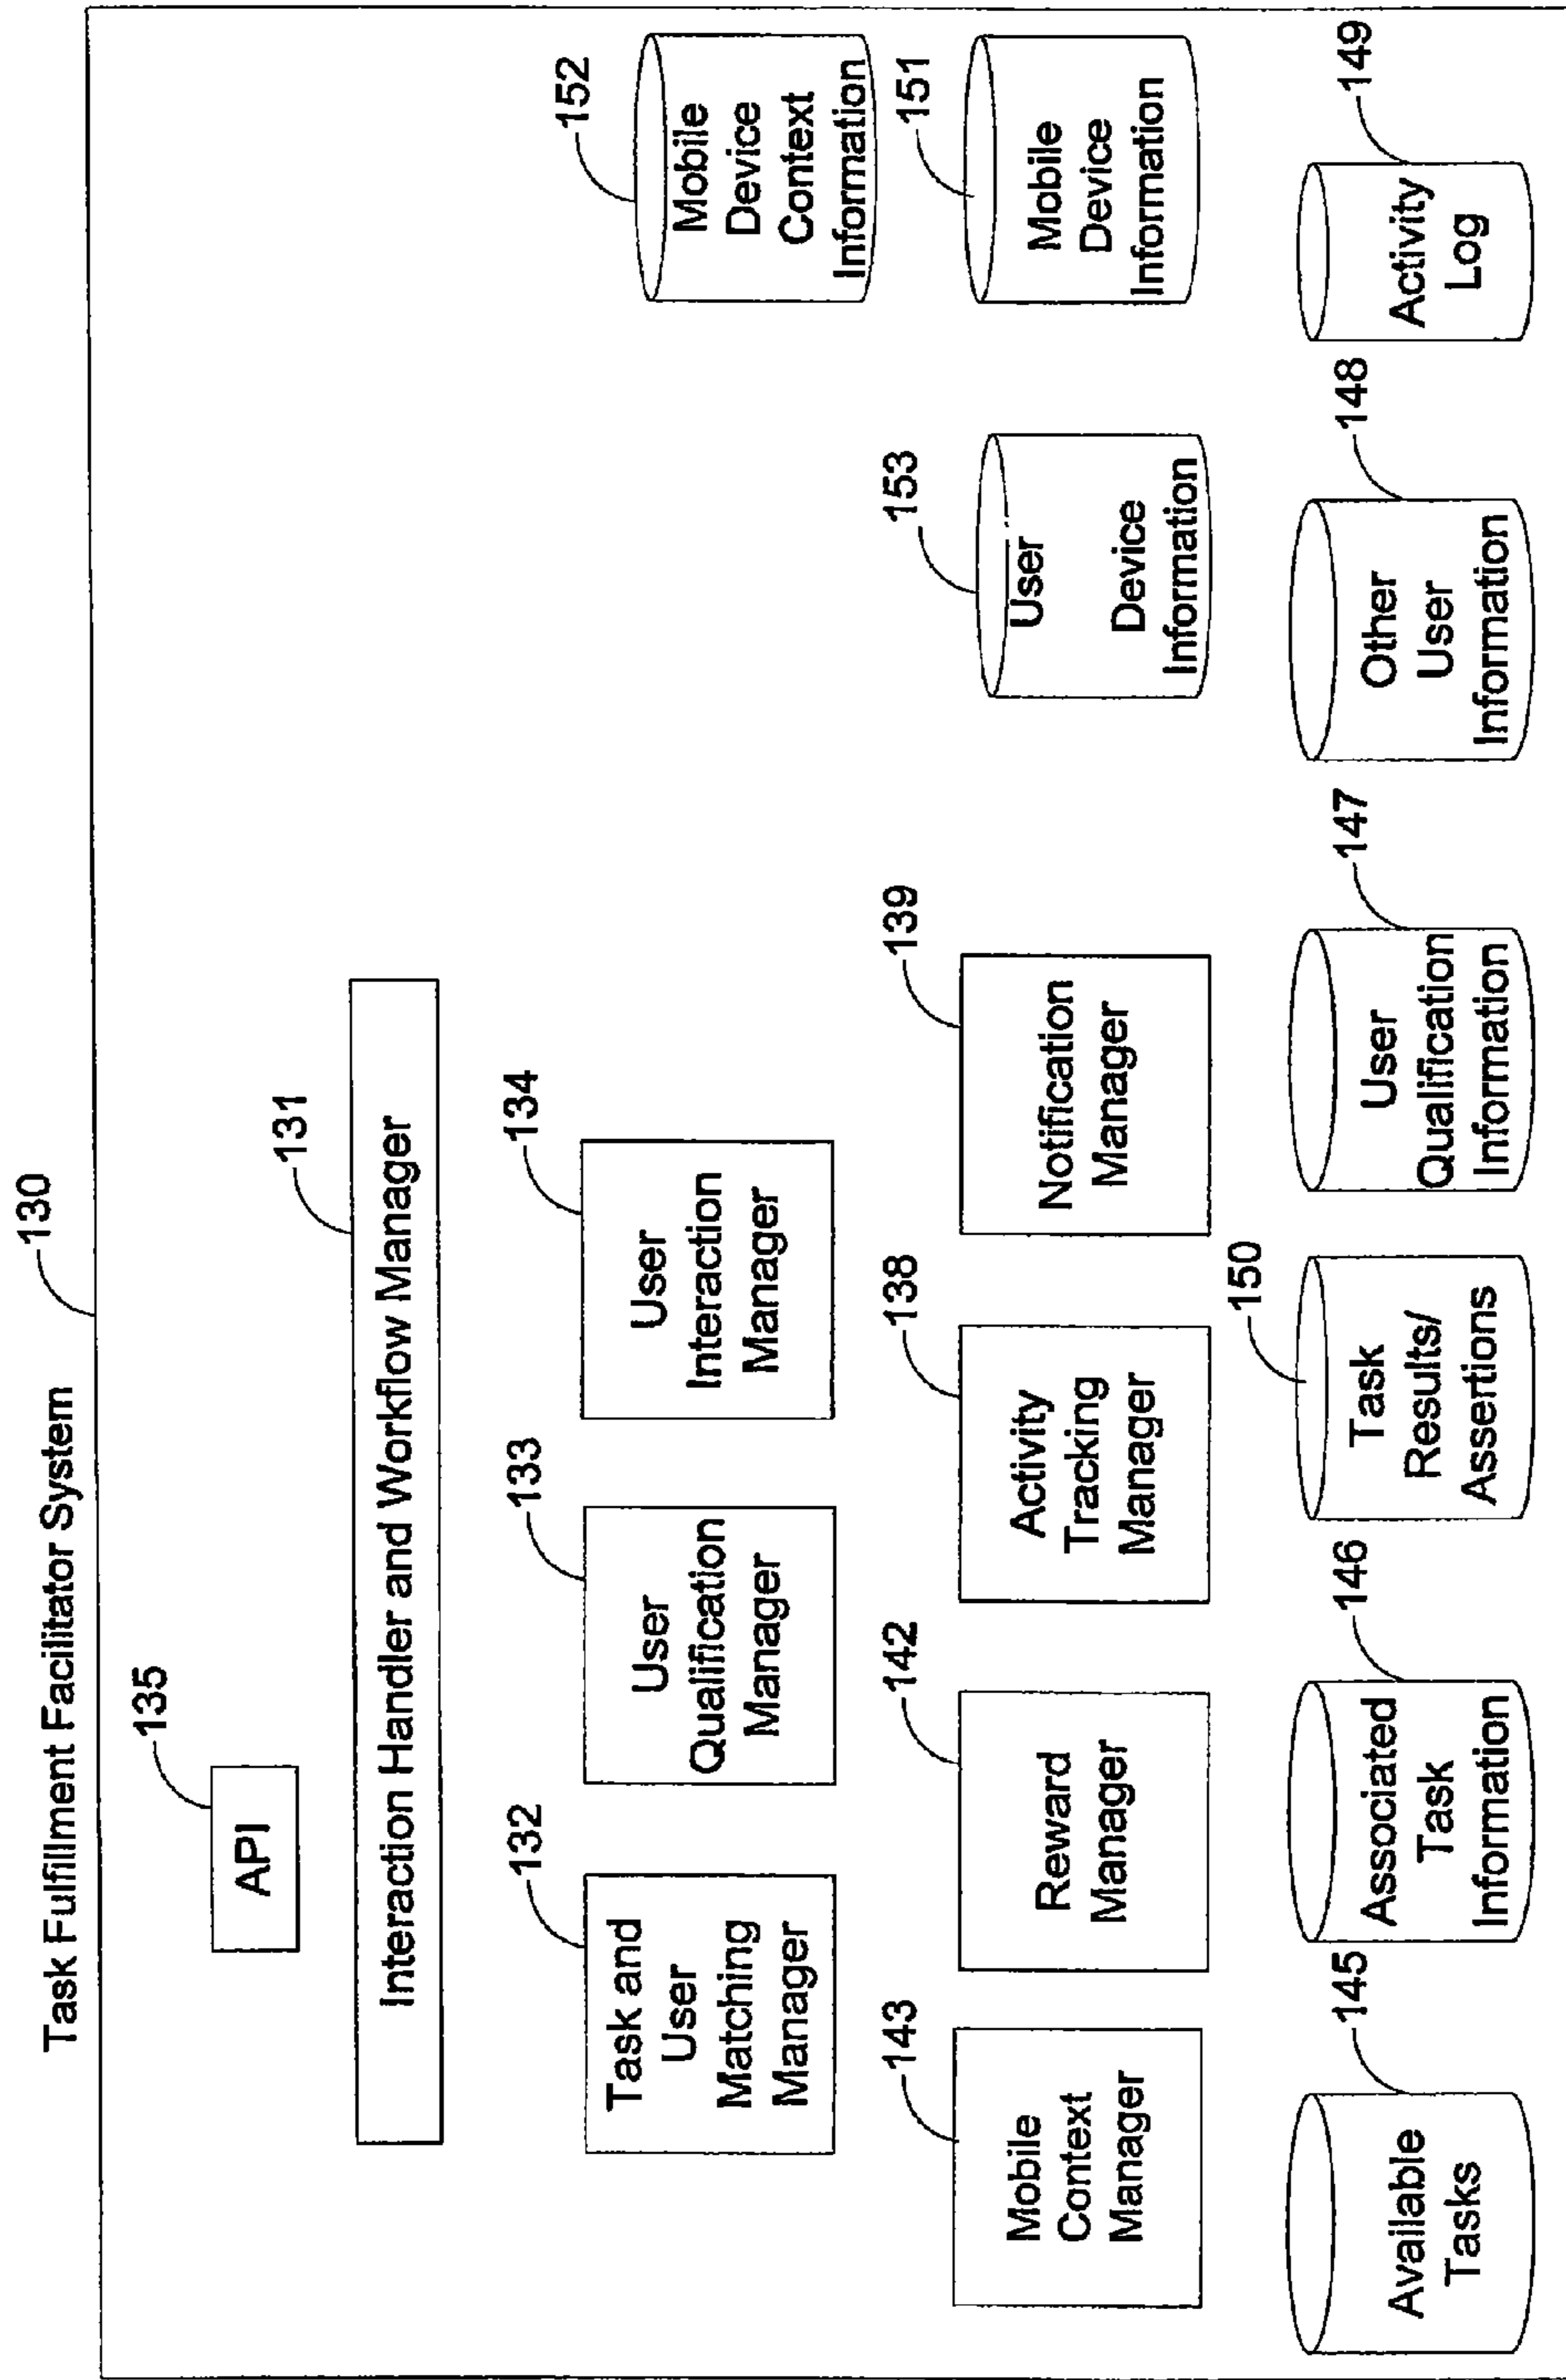 Task Fulfillment Facilitator System
130
135
API
131
Interaction Handler and Workflow Manager
132
Task and
User
Matching
Manager
133
User
Qualification
Manager
134
User
Interaction
Manager
152
Mobile
Device
Context
Information
143
Mobile
Context
Manager
142
Reward
Manager
138
Activity
Tracking
Manager
139
Notification
Manager
153
User
Device
Information
151
Mobile
Device
Information
145
Available
Tasks
146
Associated
Task
Information
150
Task
Results/
Assertions
147
User
Qualification
Information
148
Other
User
Information
149
Activity
Log